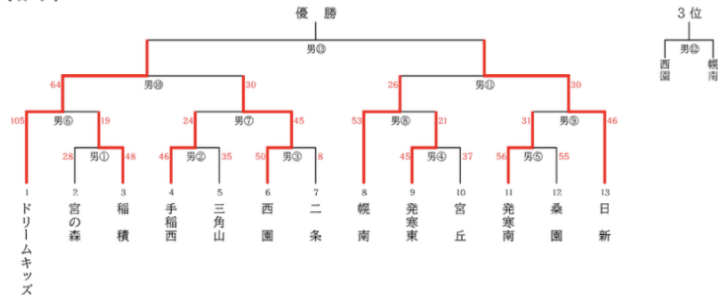 優 勝
3 位
男⑬
男⑫
西園
幌南
64
男⑩
30
26
男⑪
30
105
男⑥
19
24
男⑦
45
53
男⑧
21
31
男⑨
46
28
男①
48
46
男②
35
50
男③
8
45
男④
37
56
男⑤
55
1
2
3
4
5
6
7
8
9
10
11
12
13
ドリームキッズ
宮の森
稲積
手稲西
三角山
西園
二条
幌南
発寒東
宮丘
発寒南
桑園
日新